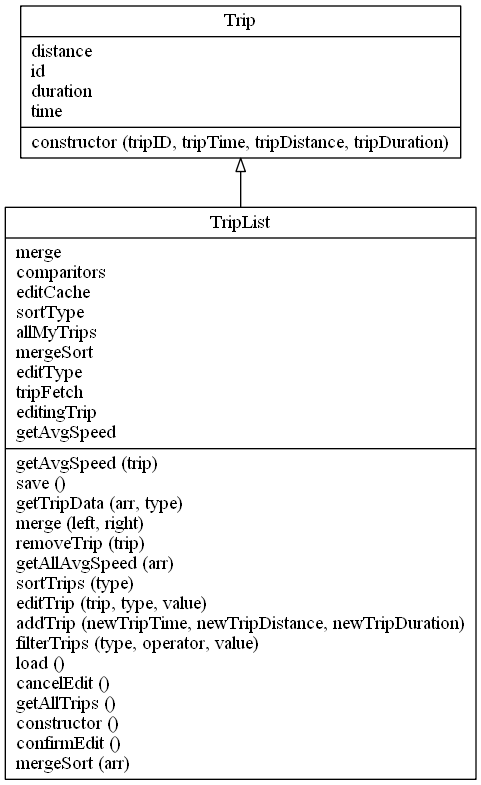 Trip
distance
id
duration
time
constructor (tripID, tripTime, tripDistance, tripDuration)
TripList
merge
comparitors
editCache
sortType
allMyTrips
mergeSort
editType
tripFetch
editingTrip
getAvgSpeed
getAvgSpeed (trip)
save ()
getTripData (arr, type)
merge (left, right)
removeTrip (trip)
getAllAvgSpeed (arr)
sortTrips (type)
editTrip (trip, type, value)
addTrip (newTripTime, newTripDistance, newTripDuration)
filterTrips (type, operator, value)
load ()
cancelEdit ()
getAllTrips ()
constructor ()
confirmEdit ()
mergeSort (arr)